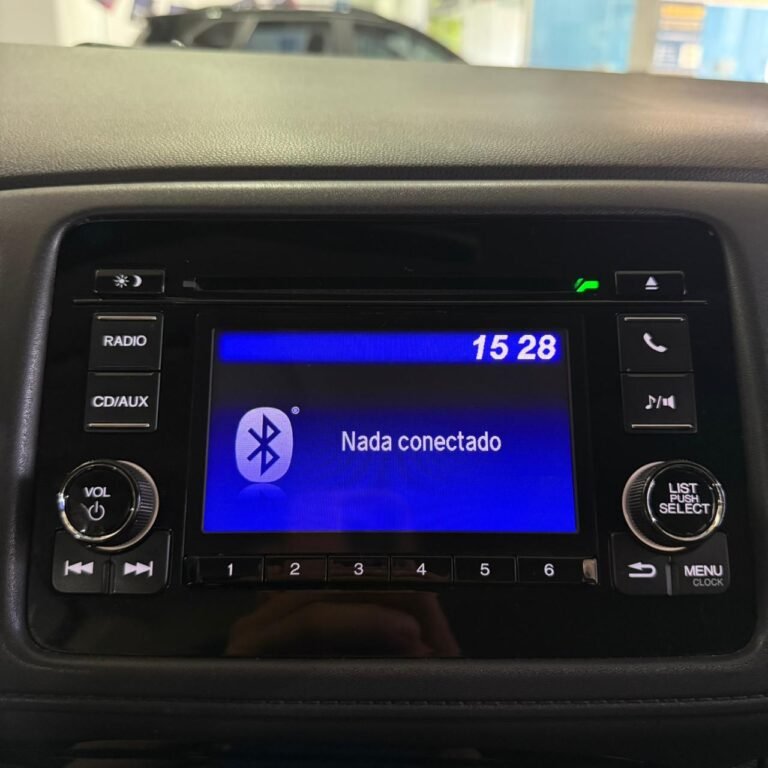 RADIO
CD/AUX
VOL
15 28
®
Nada conectado
LIST
PUSH
SELECT
1 2 3 4 5 6
MENU
CLOCK